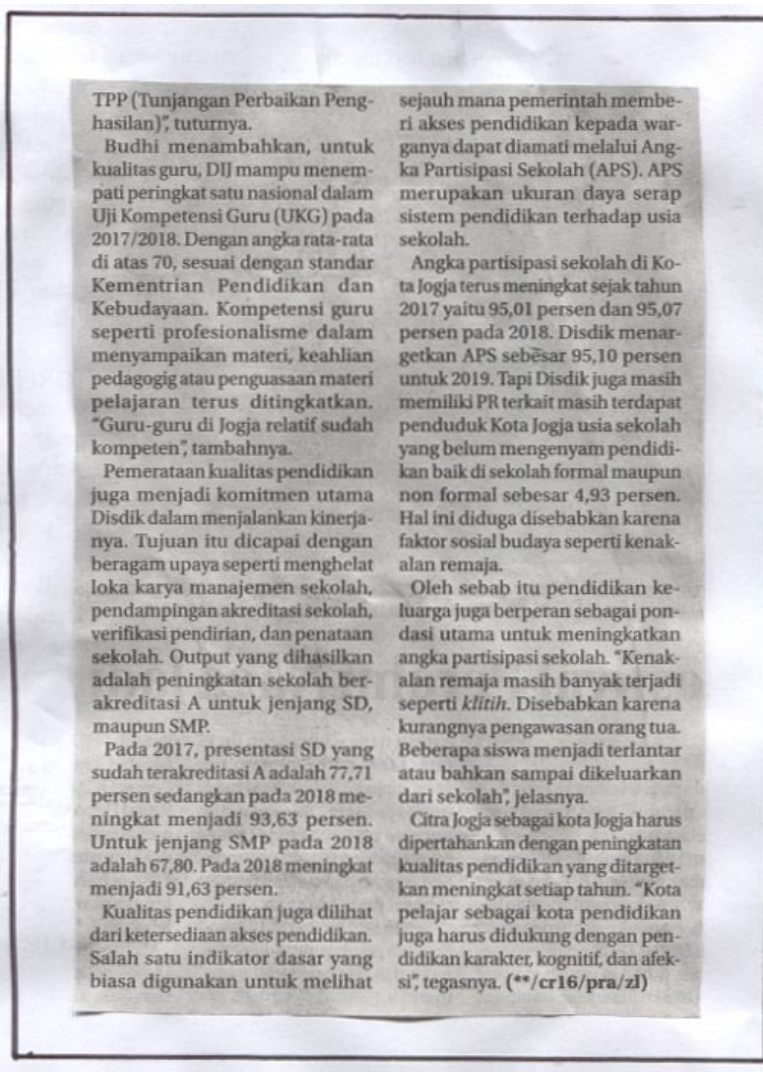 TPP (Tunjangan Perbaikan Peng-
hasilan)", tuturnya.
Budhi menambahkan, untuk
kualitas guru, DIJ mampu menem-
pati peringkat satu nasional dalam
Uji Kompetensi Guru (UKG) pada
2017/2018. Dengan angka rata-rata
di atas 70, sesuai dengan standar
Kementrian Pendidikan dan
Kebudayaan. Kompetensi guru
seperti profesionalisme dalam
menyampaikan materi, keahlian
pedagogig atau penguasaan materi
pelajaran terus ditingkatkan.
"Guru-guru di Jogja relatif sudah
kompeten", tambahnya.
Pemerataan kualitas pendidikan
juga menjadi komitmen utama
Disdik dalam menjalankan kinerja-
nya. Tujuan itu dicapai dengan
beragam upaya seperti menghelat
loka karya manajemen sekolah,
pendampingan akreditasi sekolah,
verifikasi pendirian, dan penataan
sekolah. Output yang dihasilkan
adalah peningkatan sekolah ber-
akreditasi A untuk jenjang SD,
maupun SMP.
Pada 2017, presentasi SD yang
sudah terakreditasi A adalah 77,71
persen sedangkan pada 2018 me-
ningkat menjadi 93,63 persen.
Untuk jenjang SMP pada 2018
adalah 67,80. Pada 2018 meningkat
menjadi 91,63 persen.
Kualitas pendidikan juga dilihat
dari ketersediaan akses pendidikan.
Salah satu indikator dasar yang
biasa digunakan untuk melihat
sejauh mana pemerintah membe-
ri akses pendidikan kepada war-
ganya dapat diamati melalui Ang-
ka Partisipasi Sekolah (APS). APS
merupakan ukuran daya serap
sistem pendidikan terhadap usia
sekolah.
Angka partisipasi sekolah di Ko-
ta Jogja terus meningkat sejak tahun
2017 yaitu 95,01 persen dan 95,07
persen pada 2018. Disdik menar-
getkan APS sebesar 95,10 persen
untuk 2019. Tapi Disdik juga masih
memiliki PR terkait masih terdapat
penduduk Kota Jogja usia sekolah
yang belum mengenyam pendidi-
kan baik di sekolah formal maupun
non formal sebesar 4,93 persen.
Hal ini diduga disebabkan karena
faktor sosial budaya seperti kenak-
alan remaja.
Oleh sebab itu pendidikan ke-
luarga juga berperan sebagai pon-
dasi utama untuk meningkatkan
angka partisipasi sekolah. "Kenak-
alan remaja masih banyak terjadi
seperti klitih. Disebabkan karena
kurangnya pengawasan orang tua.
Beberapa siswa menjadi terlantar
atau bahkan sampai dikeluarkan
dari sekolah", jelasnya.
Citra Jogja sebagai kota Jogja harus
dipertahankan dengan peningkatan
kualitas pendidikan yang ditarget-
kan meningkat setiap tahun. "Kota
pelajar sebagai kota pendidikan
juga harus didukung dengan pen-
didikan karakter, kognitif, dan afek-
si", tegasnya. (**/cr16/pra/zl)